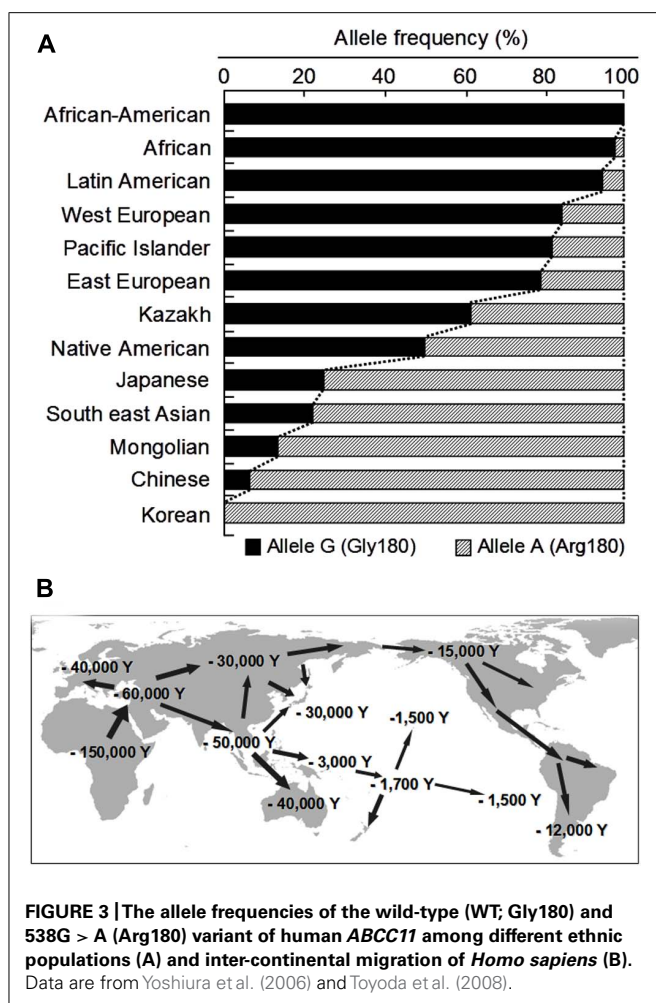 A
Allele frequency (%)
0 20 40 60 80 100
African-American
African
Latin American
West European
Pacific Islander
East European
Kazakh
Native American
Japanese
South east Asian
Mongolian
Chinese
Korean
Allele G (Gly180) Allele A (Arg180)
B
- 40,000 Y
- 30,000 Y
- 15,000 Y
- 60,000 Y
- 30,000 Y
-1,500 Y
- 150,000 Y
- 50,000 Y
- 3,000 Y
- 1,700 Y
- 40,000 Y
- 1,500 Y
- 12,000 Y
FIGURE 3 | The allele frequencies of the wild-type (WT; Gly180) and
538G > A (Arg180) variant of human ABCC11 among different ethnic
populations (A) and inter-continental migration of Homo sapiens (B).
Data are from Yoshiura et al. (2006) and Toyoda et al. (2008).